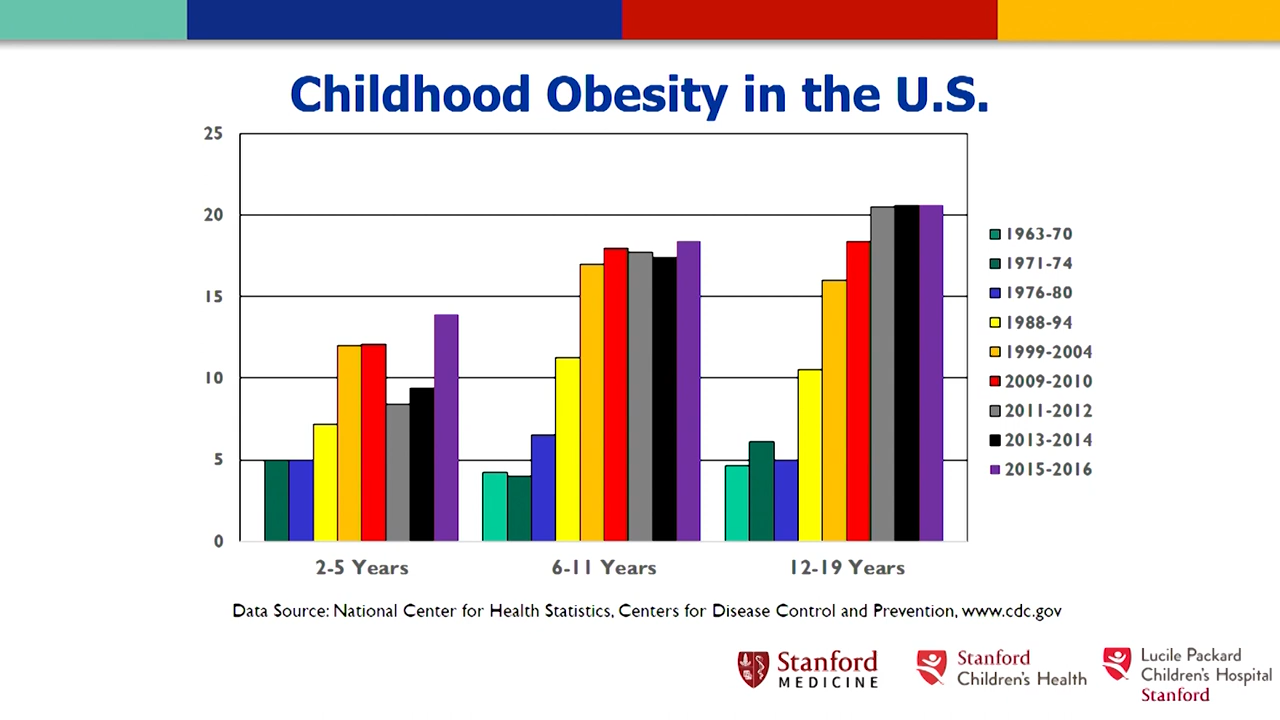 Childhood Obesity in the U.S.
25
20
15
10
5
0
2-5 Years
6-11 Years
12-19 Years
1963-70
1971-74
1976-80
1988-94
1999-2004
2009-2010
2011-2012
2013-2014
2015-2016
Data Source: National Center for Health Statistics, Centers for Disease Control and Prevention, www.cdc.gov
Stanford
MEDICINE
Stanford
Children's Health
Lucile Packard
Children's Hospital
Stanford